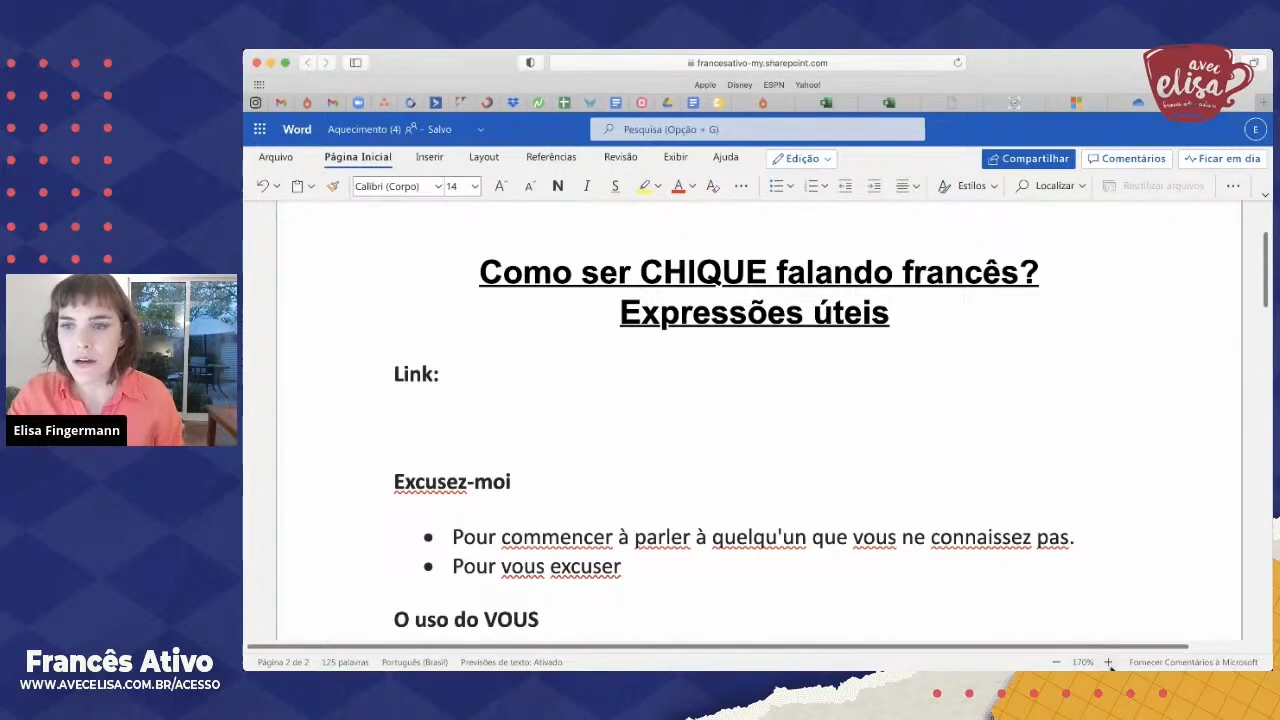 francesativo-my.sharepoint.com
Apple Disney ESPN Yahoo!
avec
elisa
Word Aquecimento (4) - Salvo Pesquisa (Opção + G) E
Arquivo Página Inicial Inserir Layout Referências Revisão Exibir Ajuda Edição Compartilhar Comentários Ficar em dia
Calibri (Corpo) 14 N I S A Estilos Localizar Reutilizar arquivos
Como ser CHIQUE falando francês?
Expressões úteis
Link:
Excusez-moi
• Pour commencer à parler à quelqu'un que vous ne connaissez pas.
• Pour vous excuser
O uso do VOUS
Página 2 de 2 125 palavras Português (Brasil) Previsões de texto: Ativado 170% Fornecer Comentários à Microsoft
Elisa Fingermann
Francês Ativo
WWW.AVECELISA.COM.BR/ACESSO